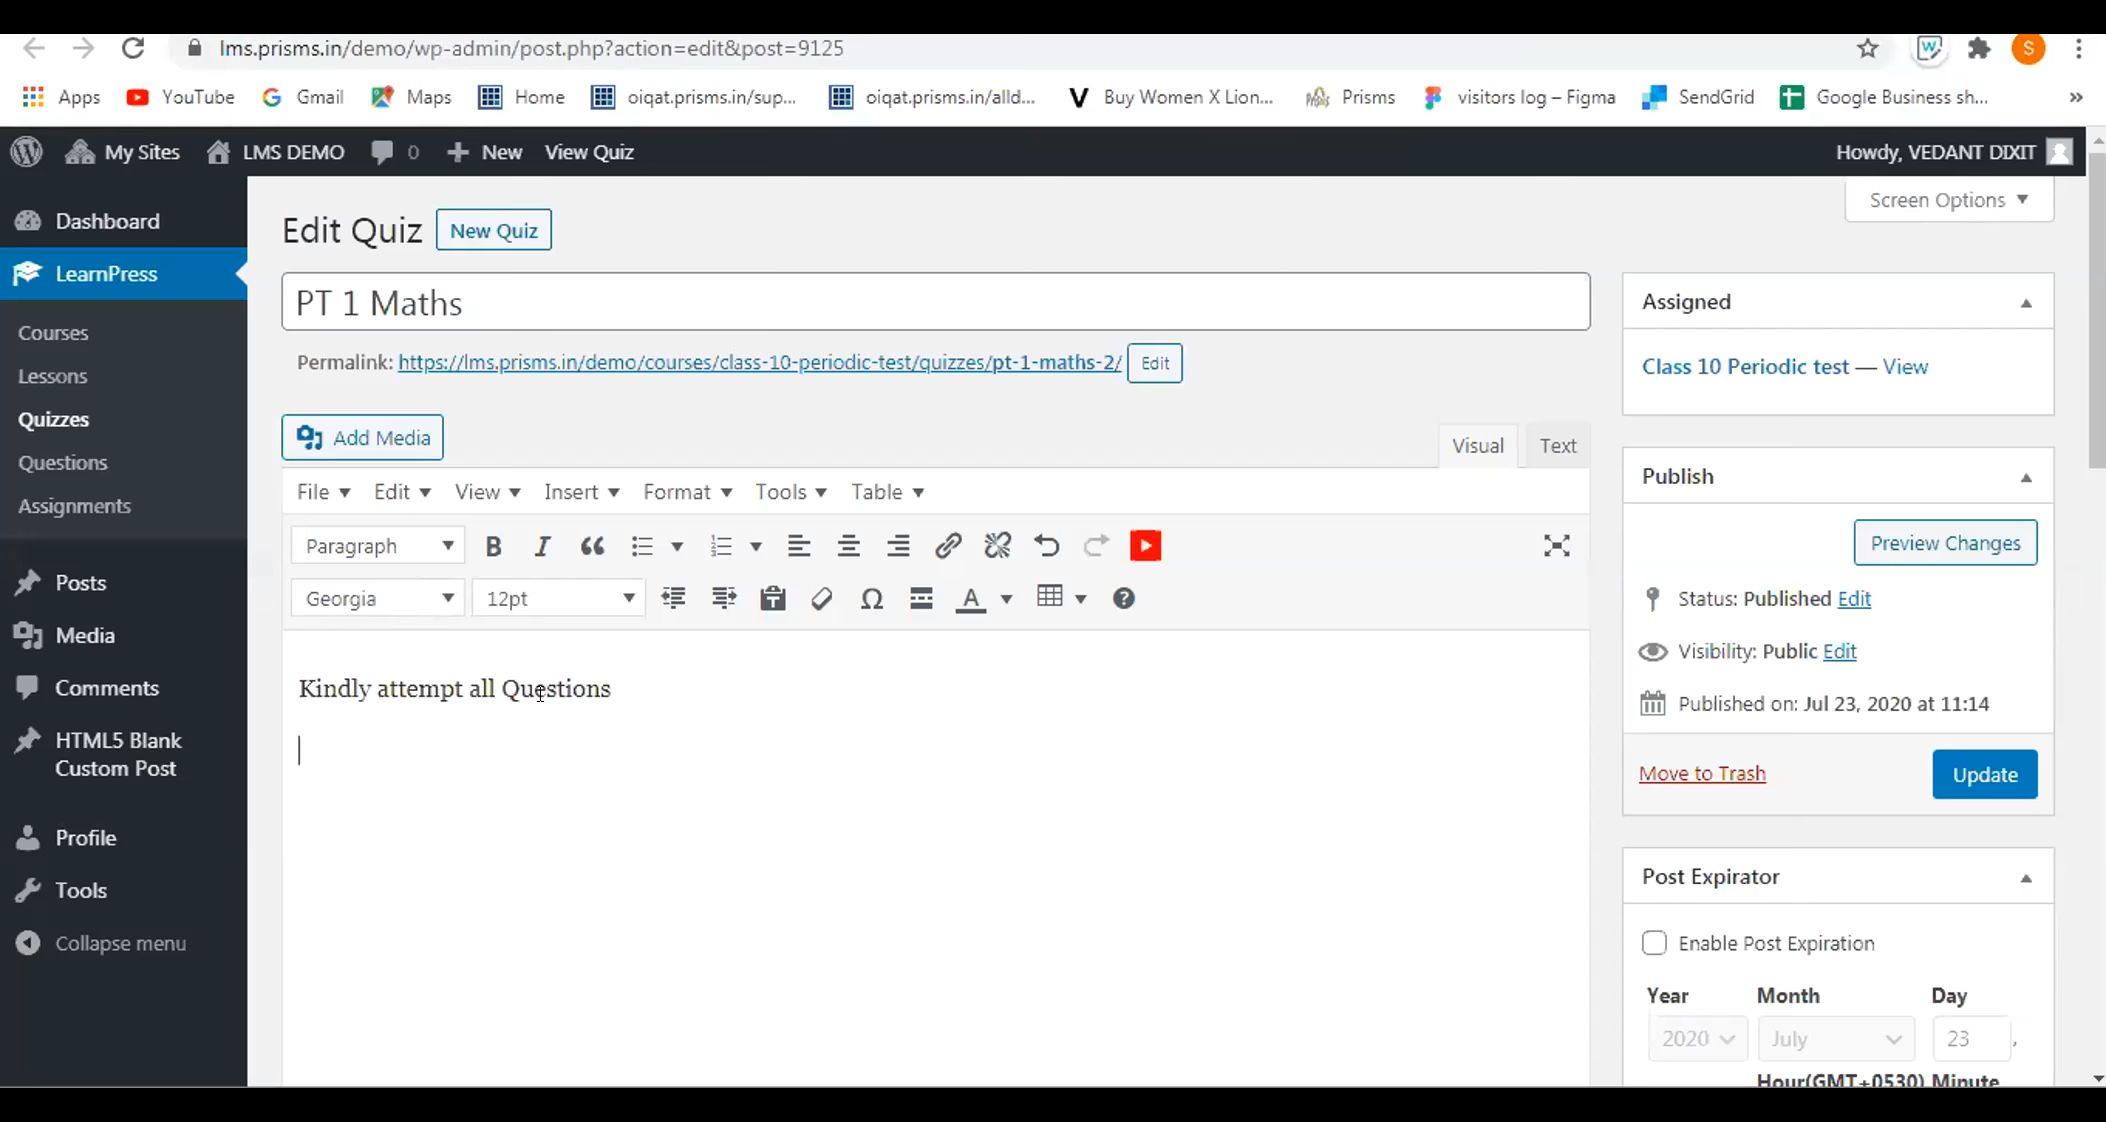 lms.prisms.in/demo/wp-admin/post.php?action=edit&post=9125
S
Apps YouTube Gmail Maps Home oiqat.prisms.in/sup... oiqat.prisms.in/alld... Buy Women X Lion... Prisms visitors log – Figma SendGrid Google Business sh... »
My Sites LMS DEMO 0 New View Quiz Howdy, VEDANT DIXIT
Screen Options
Dashboard
LearnPress
Courses
Lessons
Quizzes
Questions
Assignments
Posts
Media
Comments
HTML5 Blank
Custom Post
Profile
Tools
Collapse menu
Edit Quiz New Quiz
PT 1 Maths
Permalink: https://lms.prisms.in/demo/courses/class-10-periodic-test/quizzes/pt-1-maths-2/ Edit
Add Media Visual Text
File Edit View Insert Format Tools Table
Paragraph
Georgia 12pt
Kindly attempt all Questions
Assigned
Class 10 Periodic test — View
Publish
Preview Changes
Status: Published Edit
Visibility: Public Edit
Published on: Jul 23, 2020 at 11:14
Move to Trash Update
Post Expirator
Enable Post Expiration
Year Month Day
2020 July 23 ,
Hour(GMT+0530) Minute